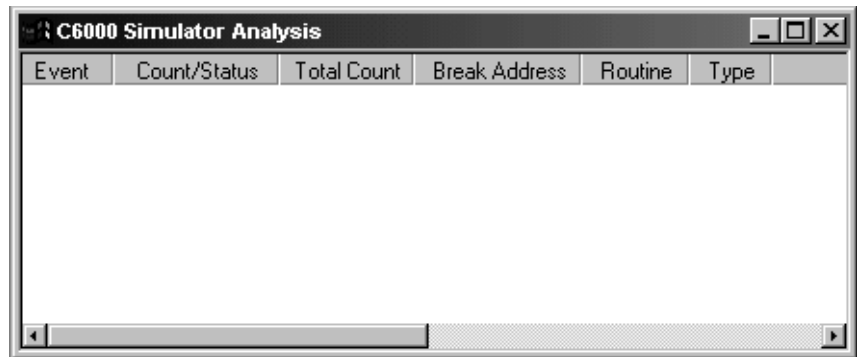 C6000 Simulator Analysis
Event Count/Status Total Count Break Address Routine Type